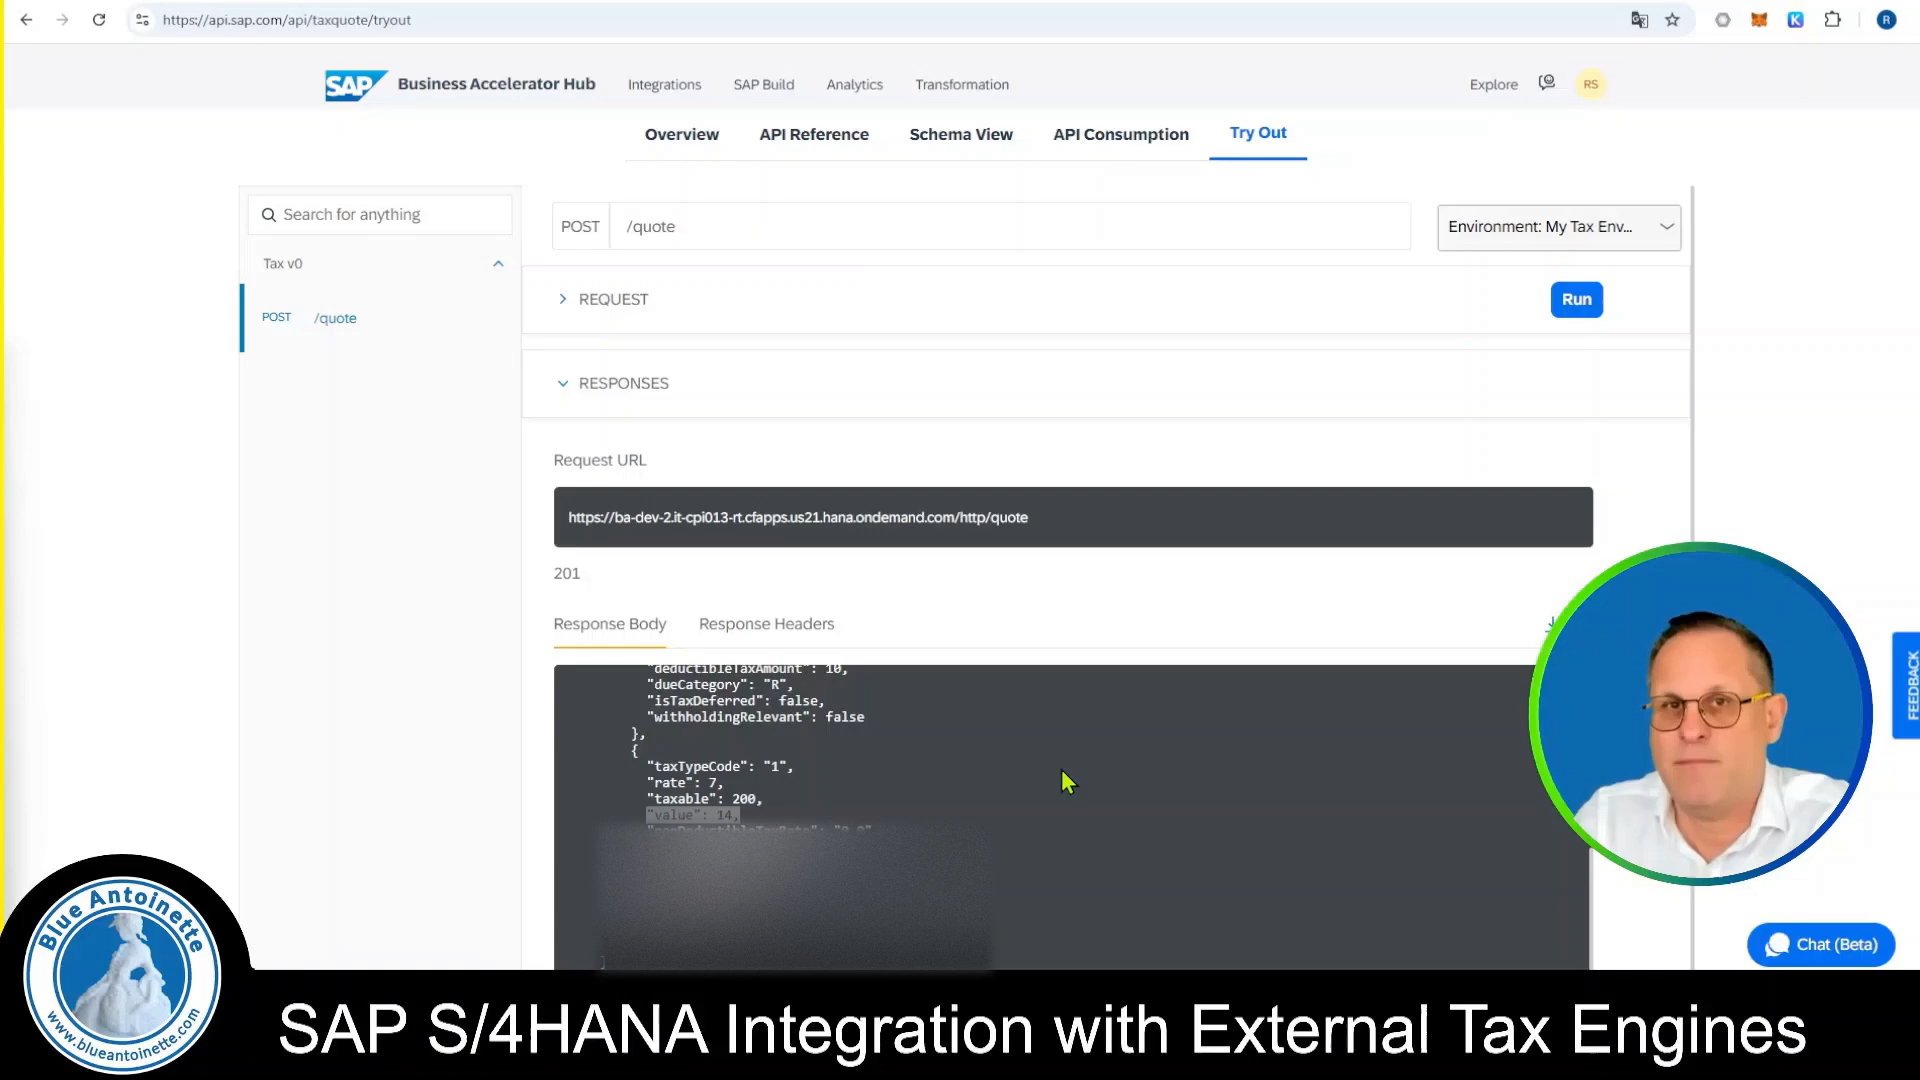 https://api.sap.com/api/taxquote/tryout
K
R
SAP
Business Accelerator Hub
Integrations
SAP Build
Analytics
Transformation
Explore
RS
Overview
API Reference
Schema View
API Consumption
Try Out
Search for anything
Tax v0
POST /quote
POST /quote
Environment: My Tax Env...
REQUEST
Run
RESPONSES
Request URL
https://ba-dev-2.it-cpi013-rt.cfapps.us21.hana.ondemand.com/http/quote
201
Response Body
Response Headers
"deductibleTaxAmount": 10,
"dueCategory": "R",
"isTaxDeferred": false,
"withholdingRelevant": false
},
{
"taxTypeCode": "1",
"rate": 7,
"taxable": 200,
"value": 14,
]
FEEDBACK
Chat (Beta)
Blue Antoinette
www.blueantoinette.com
SAP S/4HANA Integration with External Tax Engines